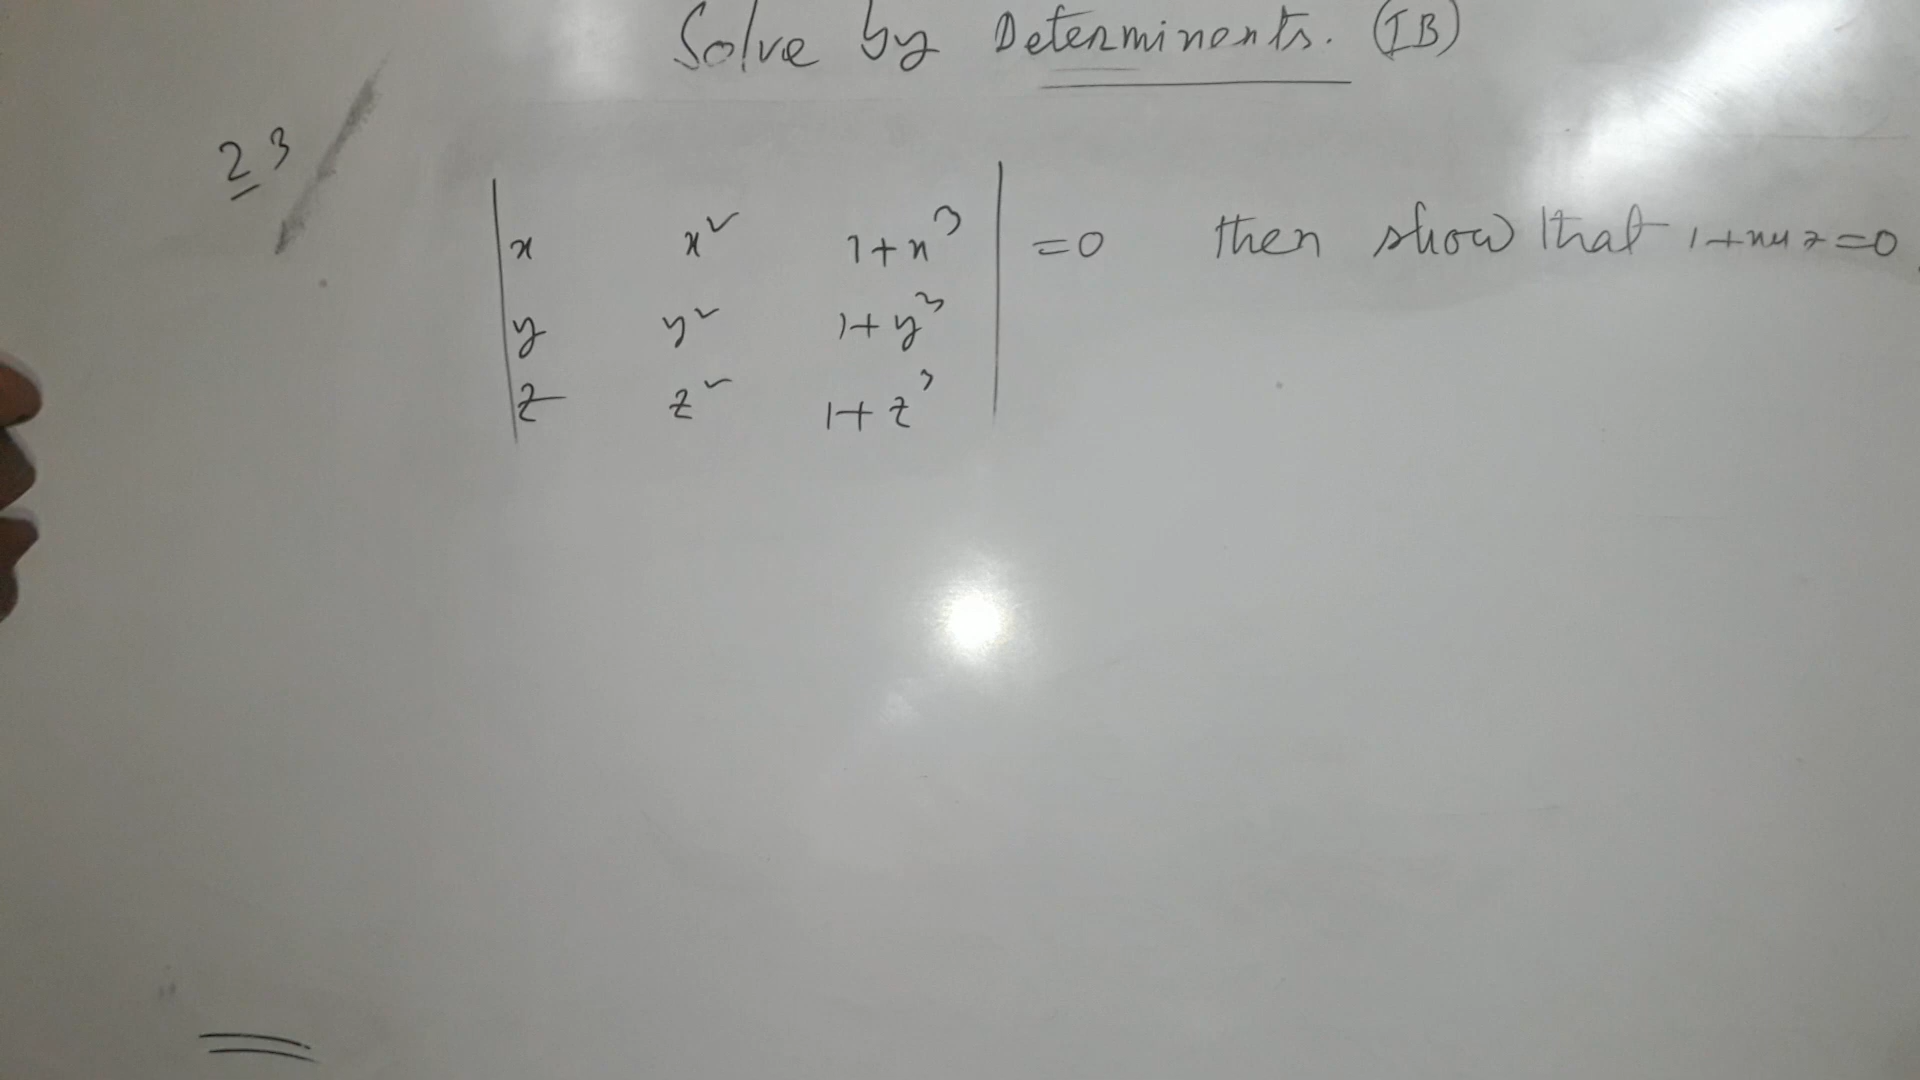 Solve by Determinents. (IB)
23
| x x² 1+x³ | =0 then show that 1+xyz=0
| y y² 1+y³ |
| z z² 1+z³ |